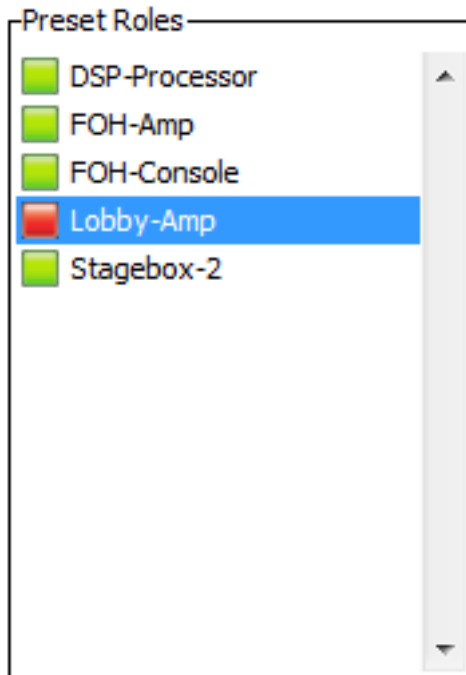 Preset Roles
DSP-Processor
FOH-Amp
FOH-Console
Lobby-Amp
Stagebox-2